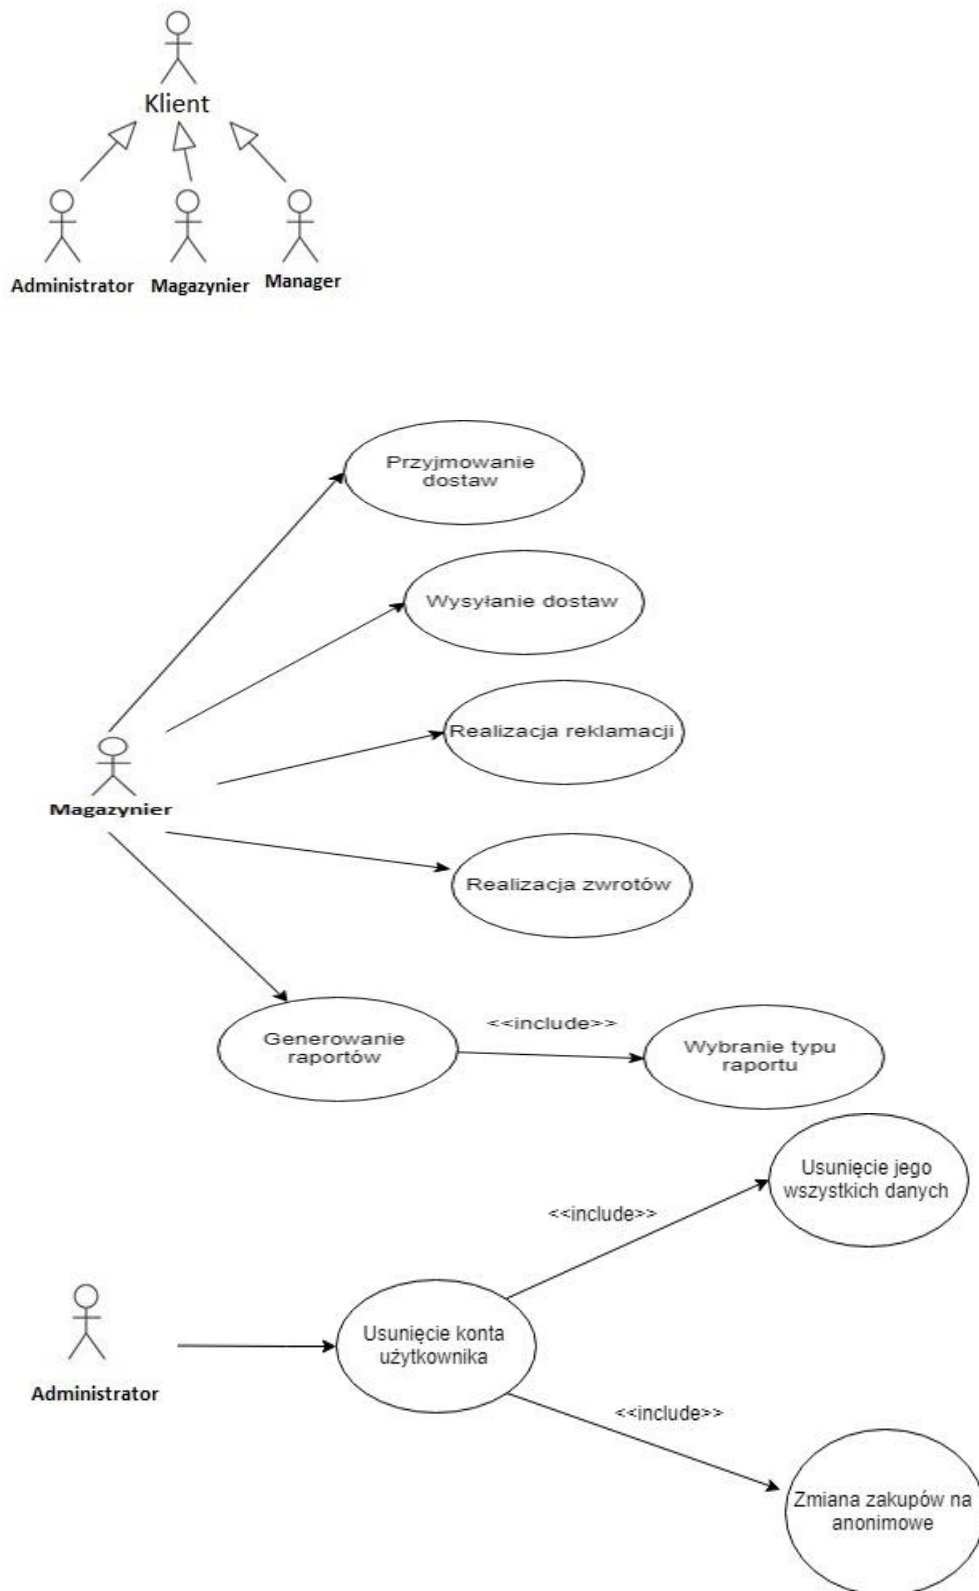 Klient
Administrator
Magazynier
Manager
Przyjmowanie
dostaw
Wysyłanie dostaw
Realizacja reklamacji
Magazynier
Realizacja zwrotów
Generowanie
raportów
<<include>>
Wybranie typu
raportu
Usunięcie jego
wszystkich danych
<<include>>
Usunięcie konta
użytkownika
Administrator
<<include>>
Zmiana zakupów na
anonimowe